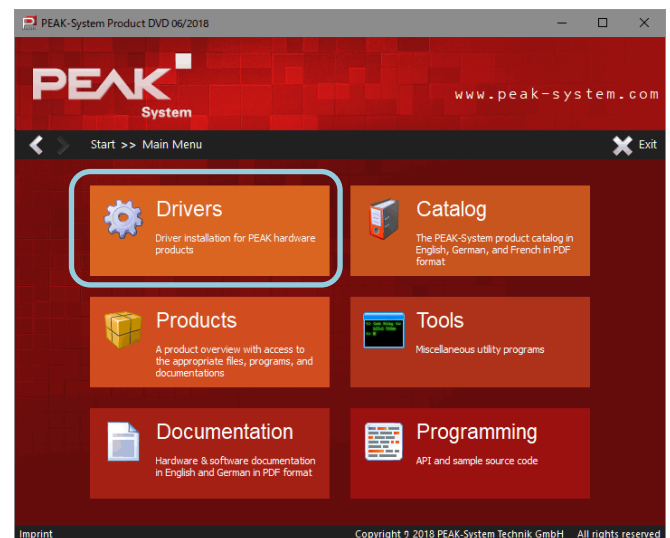 PEAK-System Product DVD 06/2018
PEAK
System
www.peak-system.com
Start >> Main Menu
Exit
Drivers
Driver installation for PEAK hardware
products
Catalog
The PEAK-System product catalog in
English, German, and French in PDF
format
Products
A product overview with access to
the appropriate files, programs, and
documentations
Tools
Miscellaneous utility programs
Documentation
Hardware & software documentation
in English and German in PDF format
Programming
API and sample source code
Imprint
Copyright 2018 PEAK-System Technik GmbH All rights reserved